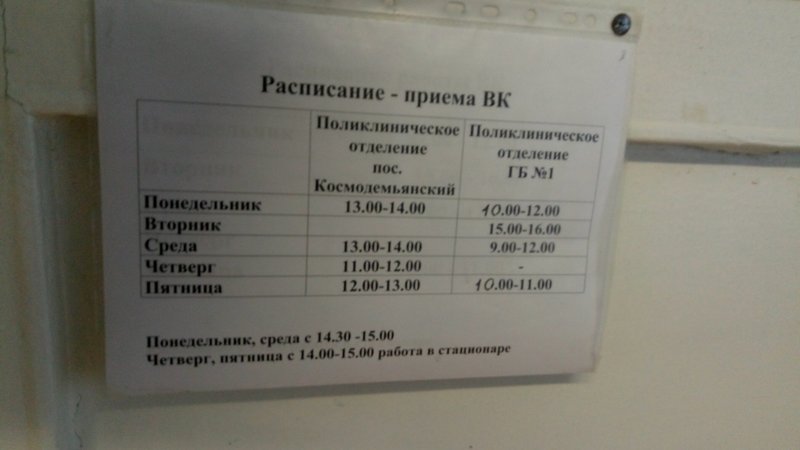 Расписание - приема ВК
Поликлиническое отделение пос. Космодемьянский
Поликлиническое отделение ГБ №1
Понедельник 13.00-14.00 10.00-12.00
Вторник 15.00-16.00
Среда 13.00-14.00 9.00-12.00
Четверг 11.00-12.00 -
Пятница 12.00-13.00 10.00-11.00
Понедельник, среда с 14.30 -15.00
Четверг, пятница с 14.00-15.00 работа в стационаре